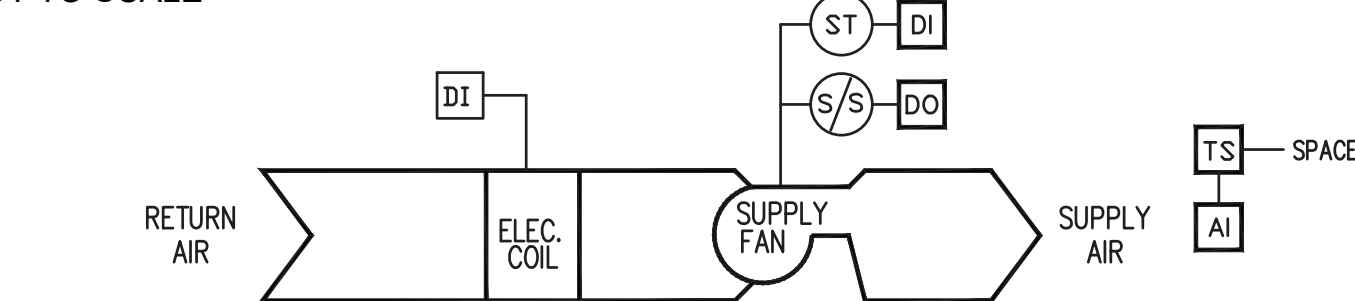 ST
DI
DI
S/S
DO
TS
SPACE
RETURN
AIR
ELEC.
COIL
SUPPLY
FAN
SUPPLY
AIR
AI